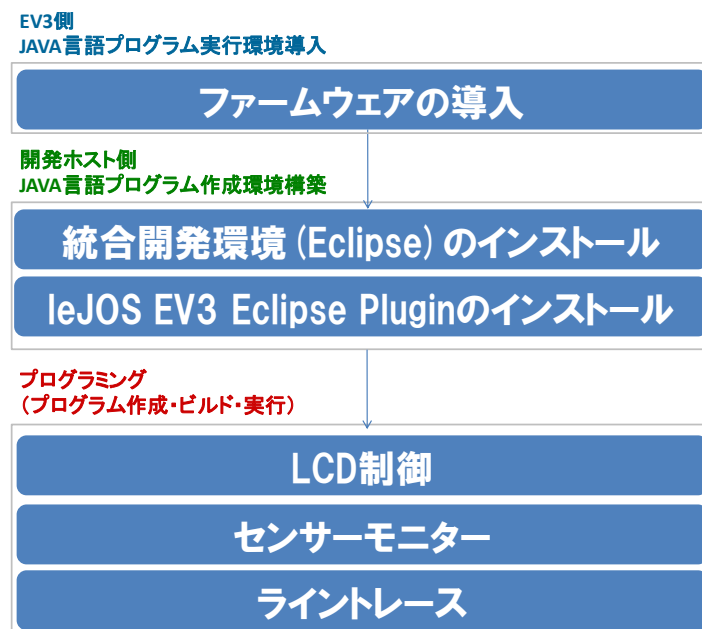 EV3側
JAVA言語プログラム実行環境導入
ファームウェアの導入
開発ホスト側
JAVA言語プログラム作成環境構築
統合開発環境(Eclipse)のインストール
leJOS EV3 Eclipse Pluginのインストール
プログラミング
(プログラム作成・ビルド・実行)
LCD制御
センサーモニター
ライントレース